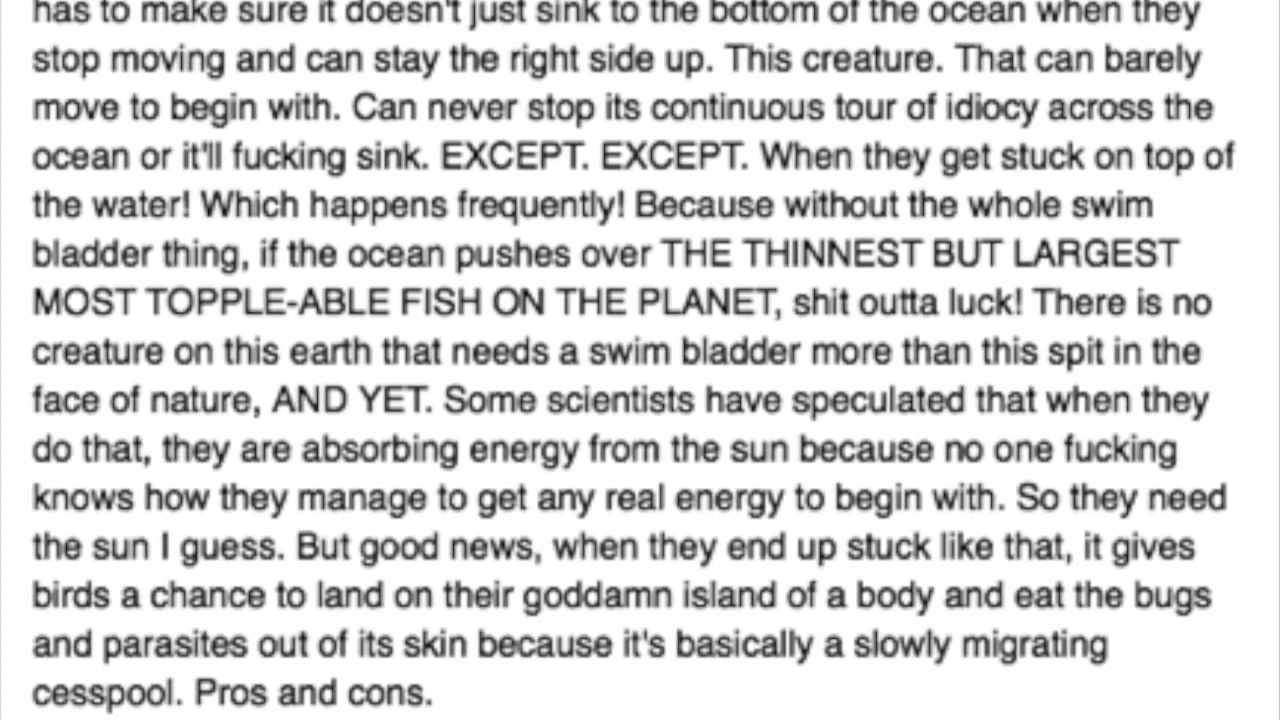 has to make sure it doesn't just sink to the bottom of the ocean when they
stop moving and can stay the right side up. This creature. That can barely
move to begin with. Can never stop its continuous tour of idiocy across the
ocean or it'll fucking sink. EXCEPT. EXCEPT. When they get stuck on top of
the water! Which happens frequently! Because without the whole swim
bladder thing, if the ocean pushes over THE THINNEST BUT LARGEST
MOST TOPPLE-ABLE FISH ON THE PLANET, shit outta luck! There is no
creature on this earth that needs a swim bladder more than this spit in the
face of nature, AND YET. Some scientists have speculated that when they
do that, they are absorbing energy from the sun because no one fucking
knows how they manage to get any real energy to begin with. So they need
the sun I guess. But good news, when they end up stuck like that, it gives
birds a chance to land on their goddamn island of a body and eat the bugs
and parasites out of its skin because it's basically a slowly migrating
cesspool. Pros and cons.